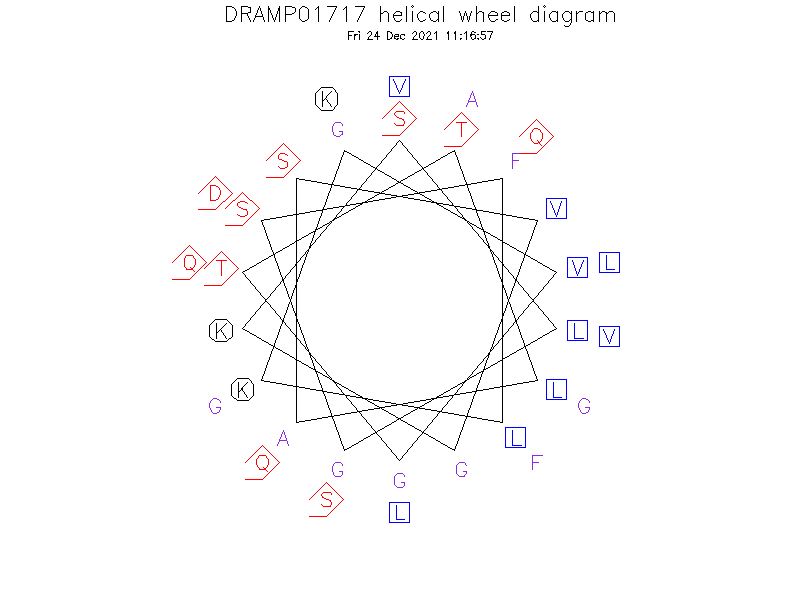 DRAMP01717 helical wheel diagram
Fri 24 Dec 2021 11:16:57
V
K A
S
G T Q
S F
D
S V
Q T V L
K L V
K L
G G
A L
Q G G F
G
S L